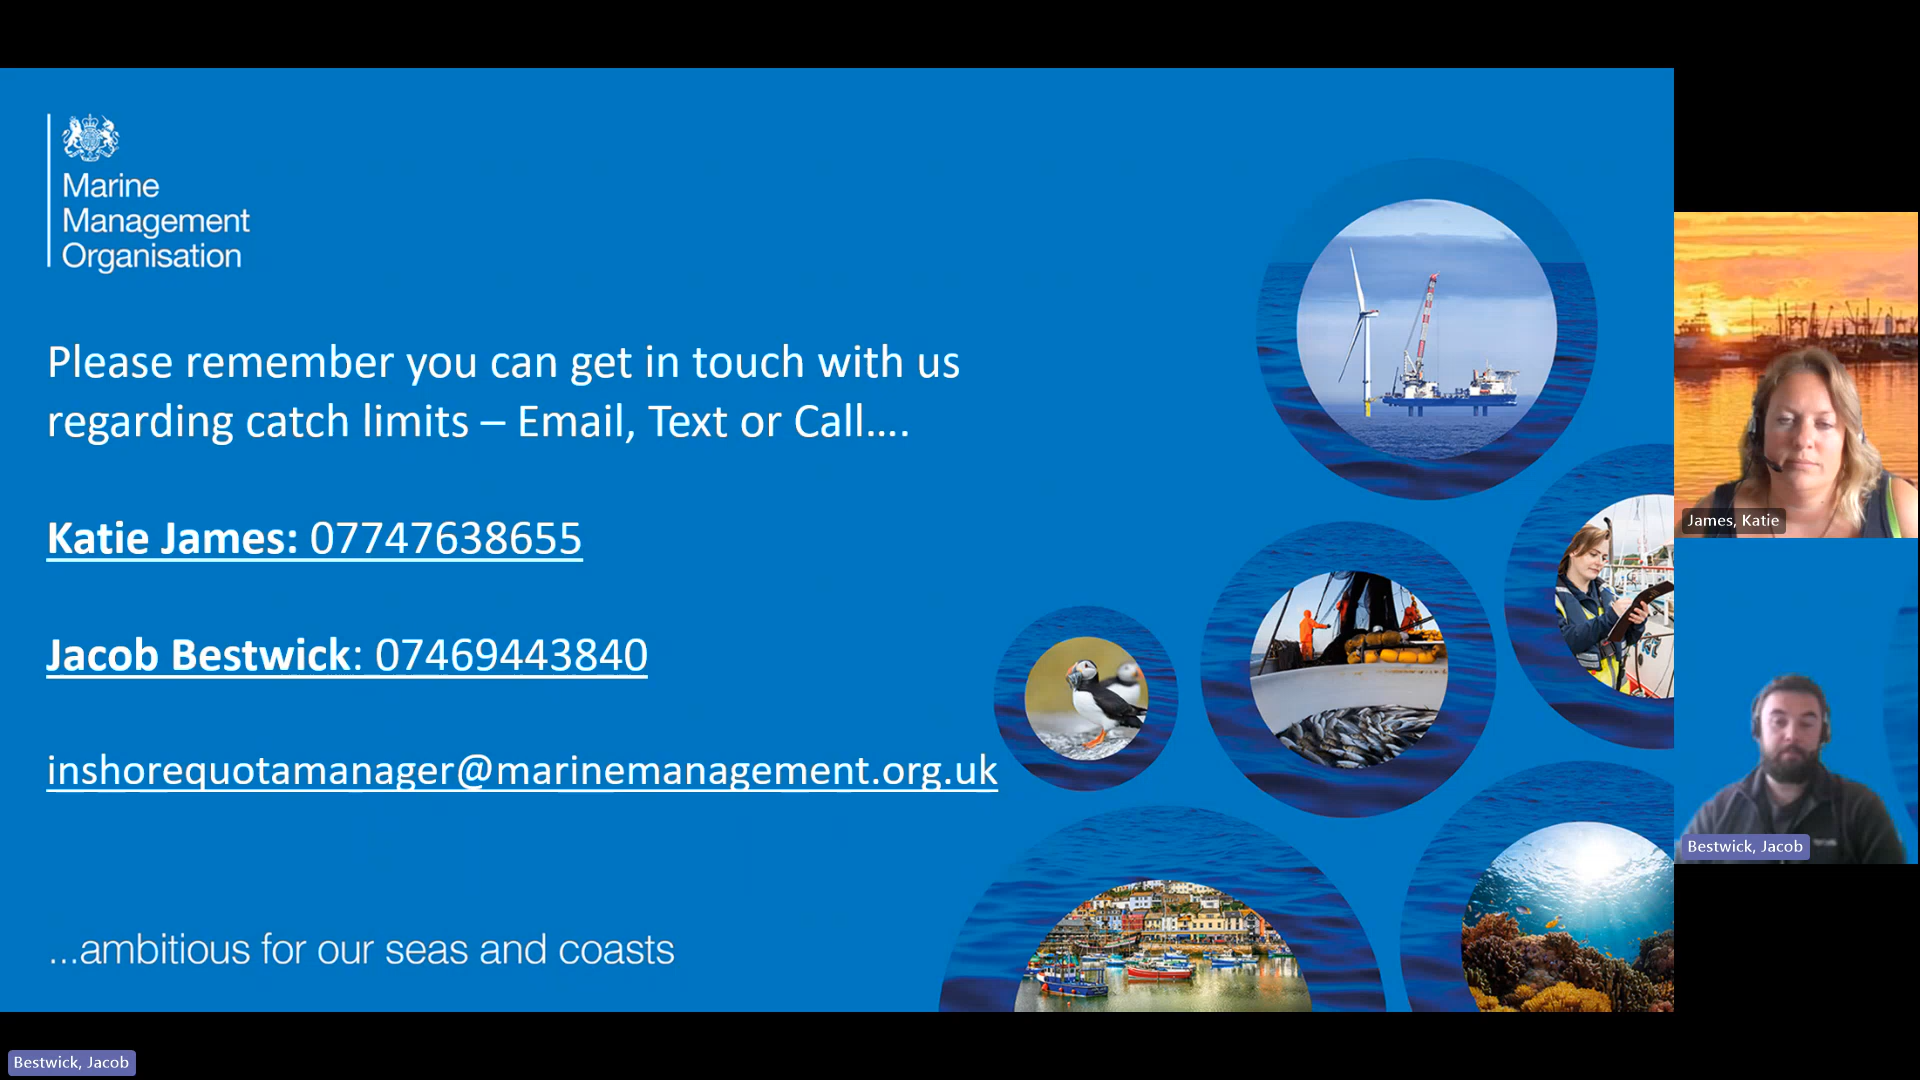 Marine
Management
Organisation
Please remember you can get in touch with us
regarding catch limits – Email, Text or Call....
Katie James: 07747638655
Jacob Bestwick: 07469443840
inshorequotamanager@marinemanagement.org.uk
...ambitious for our seas and coasts
James, Katie
Bestwick, Jacob
Bestwick, Jacob